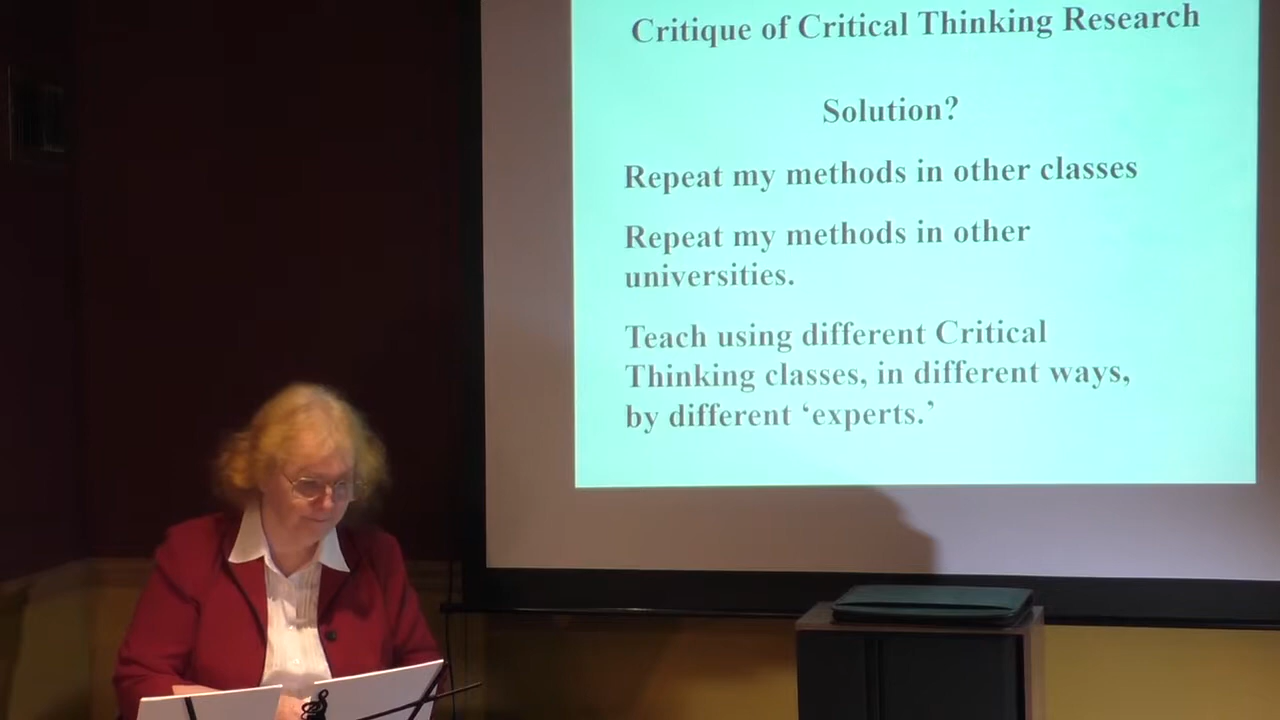 Critique of Critical Thinking Research
Solution?
Repeat my methods in other classes
Repeat my methods in other
universities.
Teach using different Critical
Thinking classes, in different ways,
by different ‘experts.’